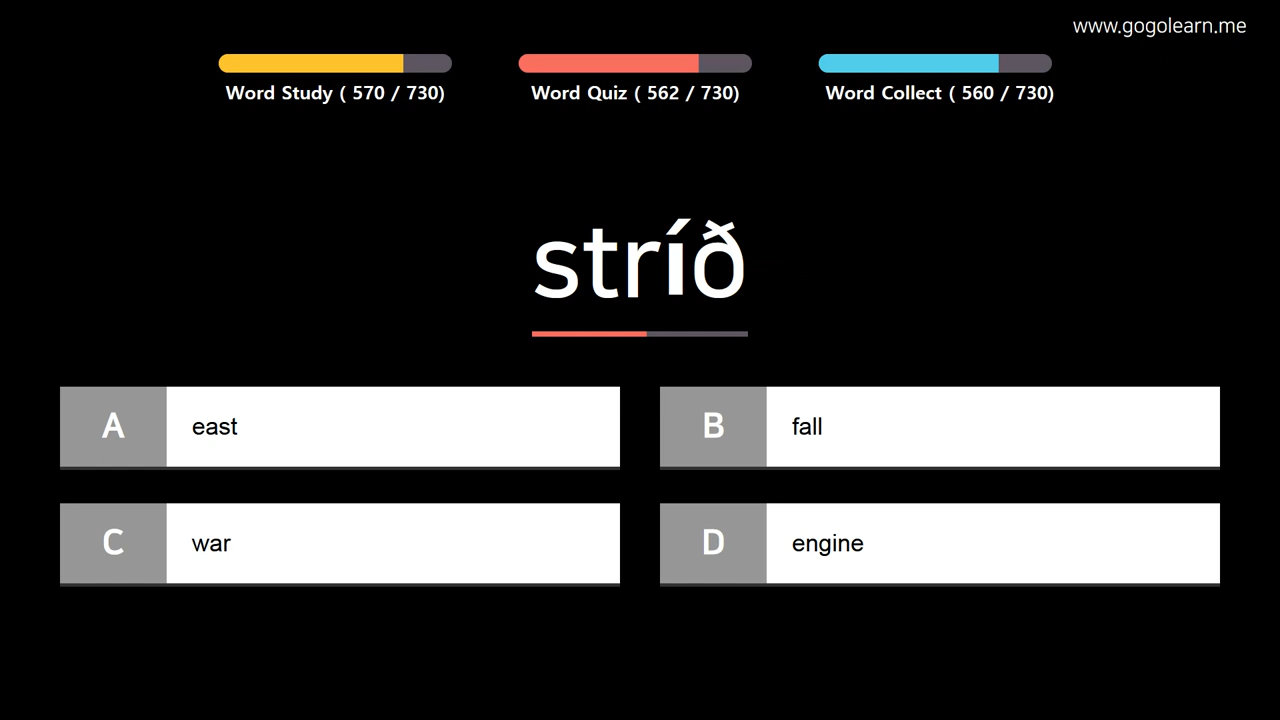 www.gogolearn.me
Word Study ( 570 / 730)
Word Quiz ( 562 / 730)
Word Collect ( 560 / 730)
stríð
A east
B fall
C war
D engine